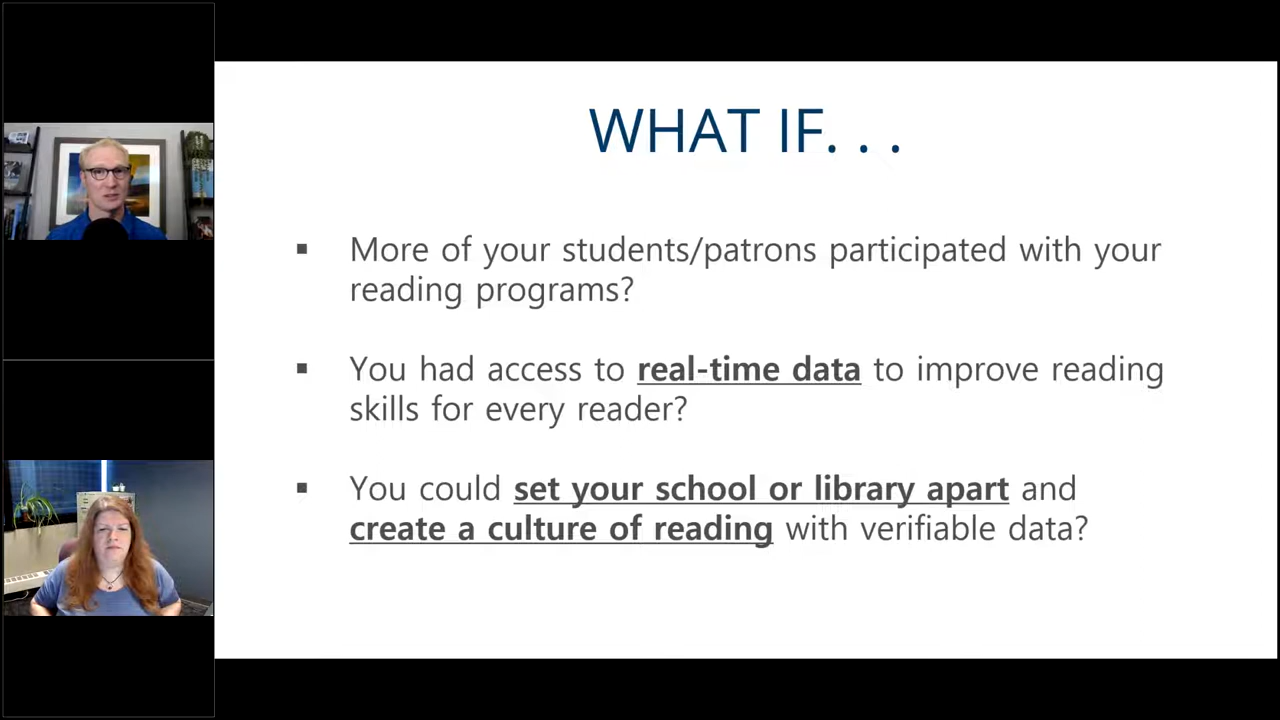 WHAT IF. . .
▪ More of your students/patrons participated with your
reading programs?
▪ You had access to real-time data to improve reading
skills for every reader?
▪ You could set your school or library apart and
create a culture of reading with verifiable data?